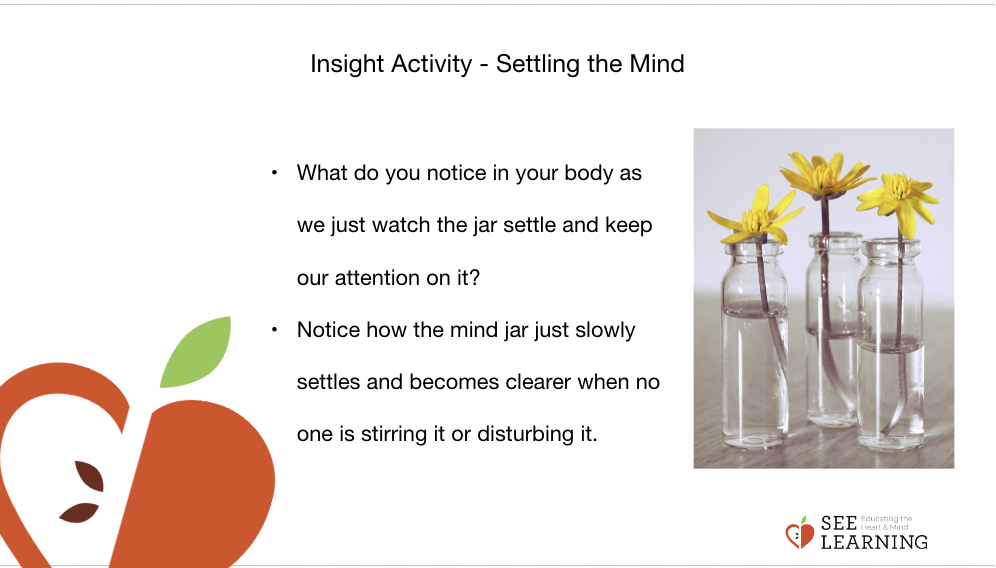 Insight Activity - Settling the Mind
• What do you notice in your body as
we just watch the jar settle and keep
our attention on it?
• Notice how the mind jar just slowly
settles and becomes clearer when no
one is stirring it or disturbing it.
SEE Educating the
Heart & Mind
LEARNING